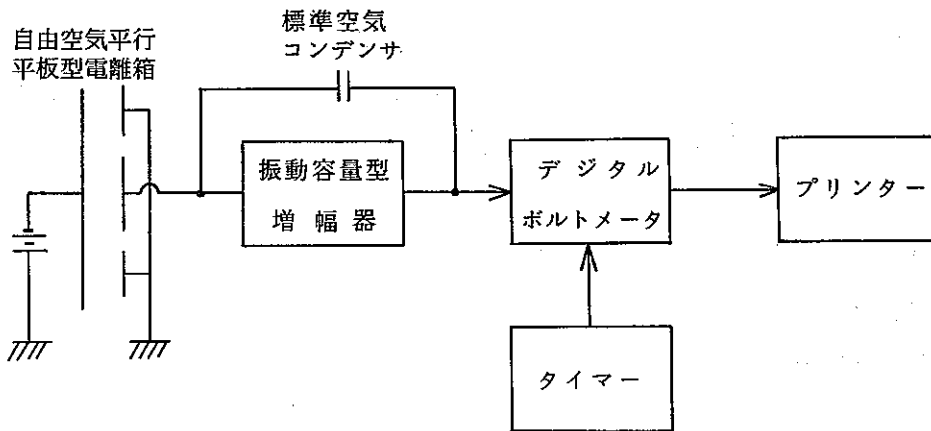 標準空気
コンデンサ
自由空気平行
平板型電離箱
振動容量型
増幅器
デジタル
ボルトメータ
プリンター
タイマー